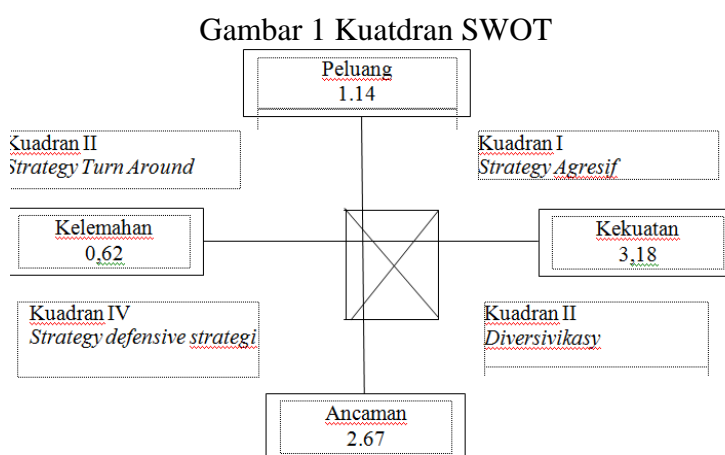 Gambar 1 Kuatdran SWOT
Peluang
1.14
Kuadran II
Strategy Turn Around
Kuadran I
Strategy Agresif
Kelemahan
0,62
Kekuatan
3,18
Kuadran IV
Strategy defensive strategi
Kuadran II
Diversivikasy
Ancaman
2.67